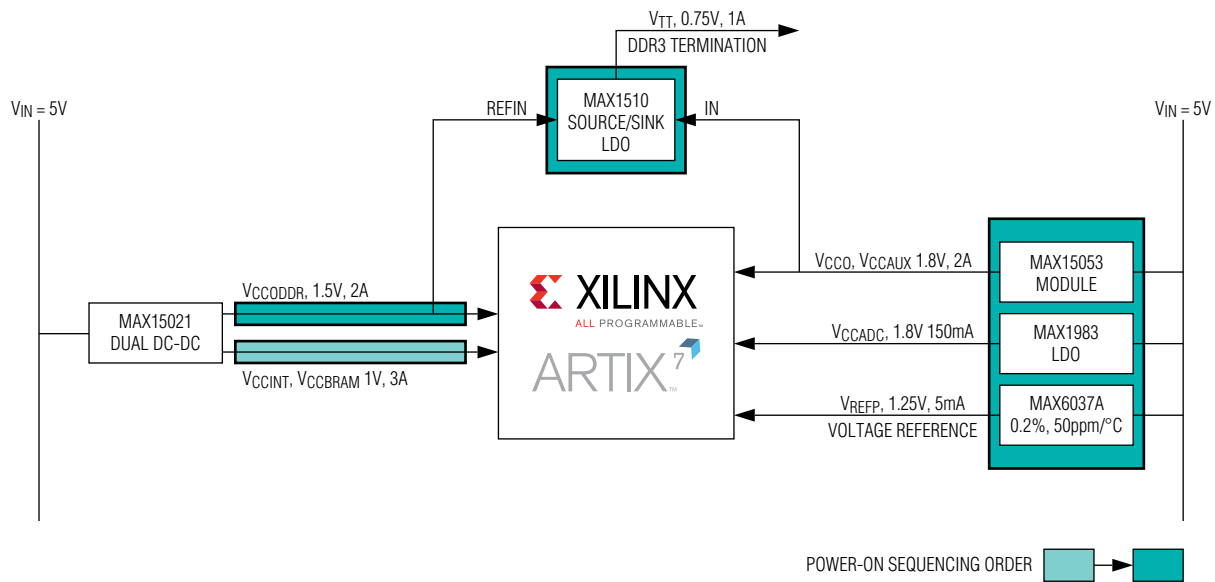 VTT, 0.75V, 1A
DDR3 TERMINATION
VIN = 5V
REFIN
MAX1510
SOURCE/SINK
LDO
IN
VIN = 5V
VCCODDR, 1.5V, 2A
MAX15021
DUAL DC-DC
VCCINT, VCCBRAM 1V, 3A
XILINX
ALL PROGRAMMABLE™
ARTIX 7™
VCCO, VCCAUX 1.8V, 2A
MAX15053
MODULE
VCCADC, 1.8V 150mA
MAX1983
LDO
VREFP, 1.25V, 5mA
VOLTAGE REFERENCE
MAX6037A
0.2%, 50ppm/°C
POWER-ON SEQUENCING ORDER